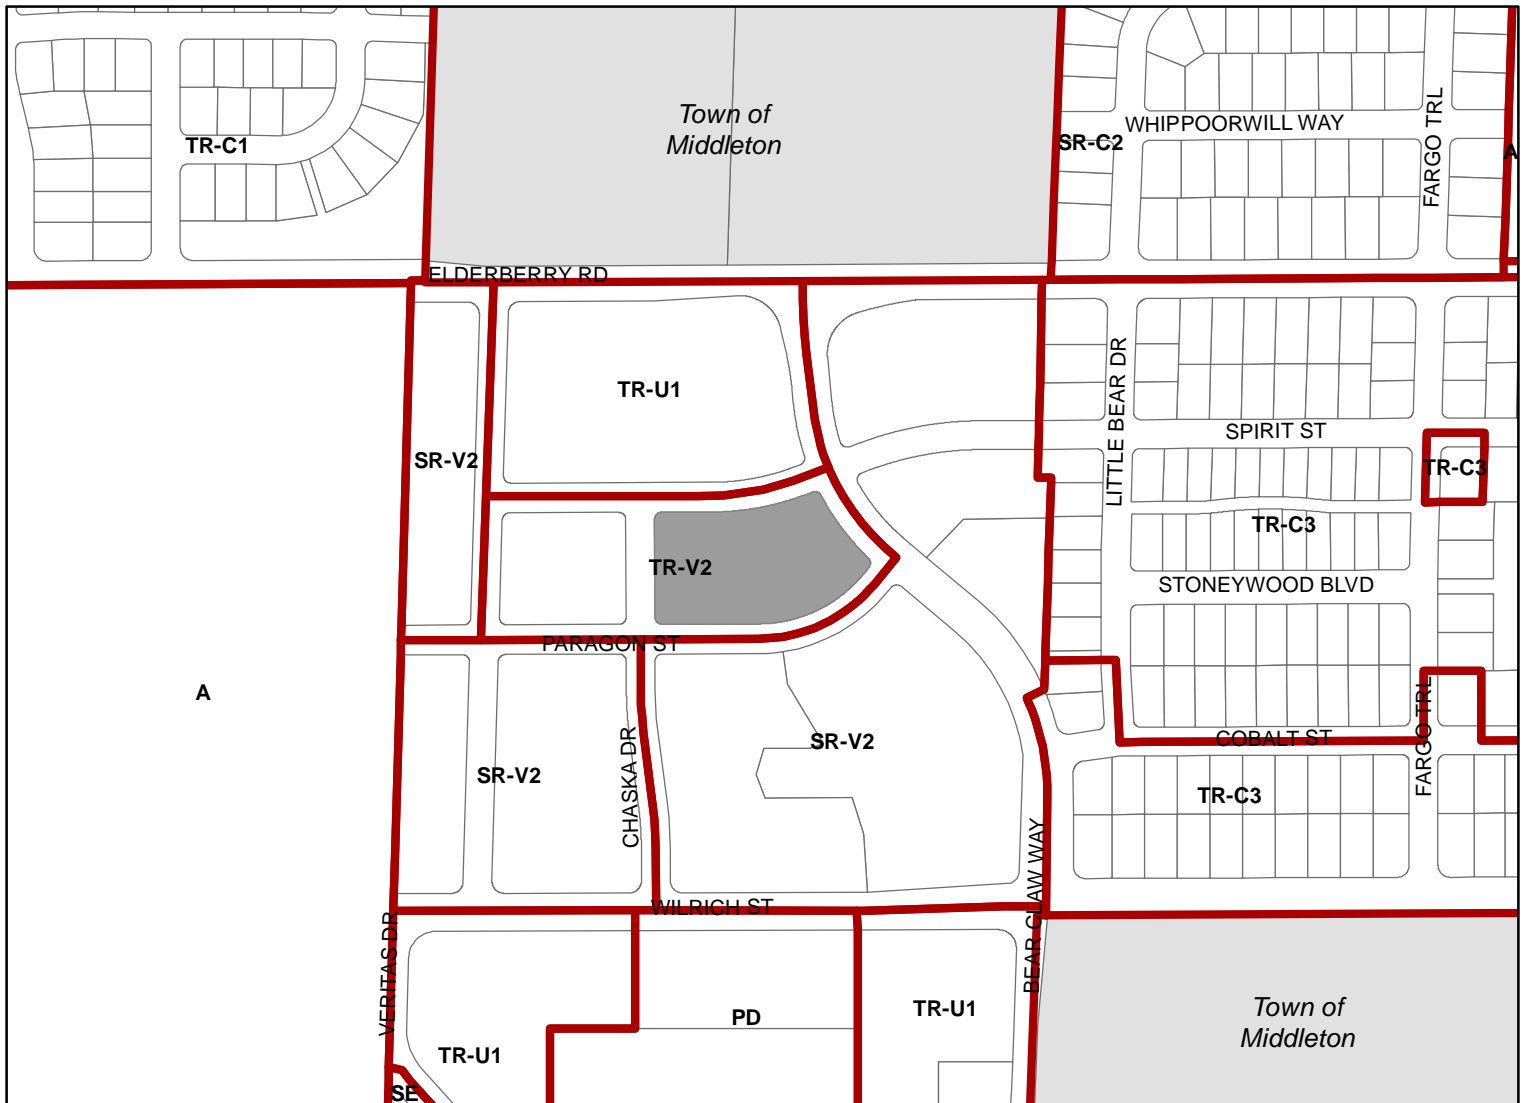 Town of
Middleton
WHIPPOORWILL WAY
FARGO TRL
TR-C1
SR-C2
A
ELDERBERRY RD
TR-U1
LITTLE BEAR DR
SPIRIT ST
SR-V2
TR-C3
TR-C3
TR-V2
STONEYWOOD BLVD
PARAGON ST
A
SR-V2
SR-V2
CHASKA DR
FARGO TRL
COBALT ST
TR-C3
WILRICH ST
BEAR CLAW WAY
VERITAS DR
TR-U1
PD
Town of
Middleton
TR-U1
SE